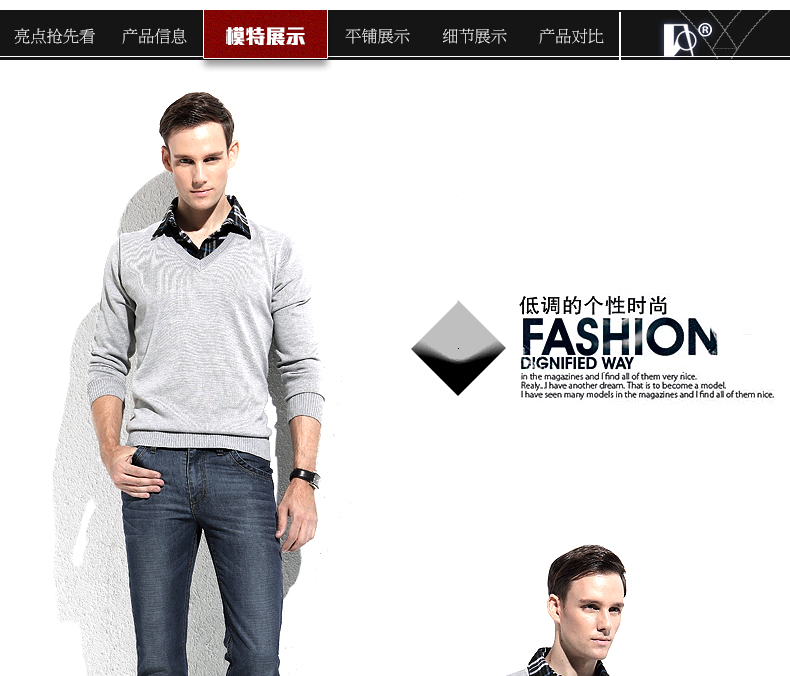 亮点抢先看
产品信息
模特展示
平铺展示
细节展示
产品对比
®
低调的个性时尚
FASHION
DIGNIFIED WAY
in the magazines and I find all of them very nice.
Realy...I have another dream. That is to become a model.
I have seen many models in the magazines and I find all of them nice.